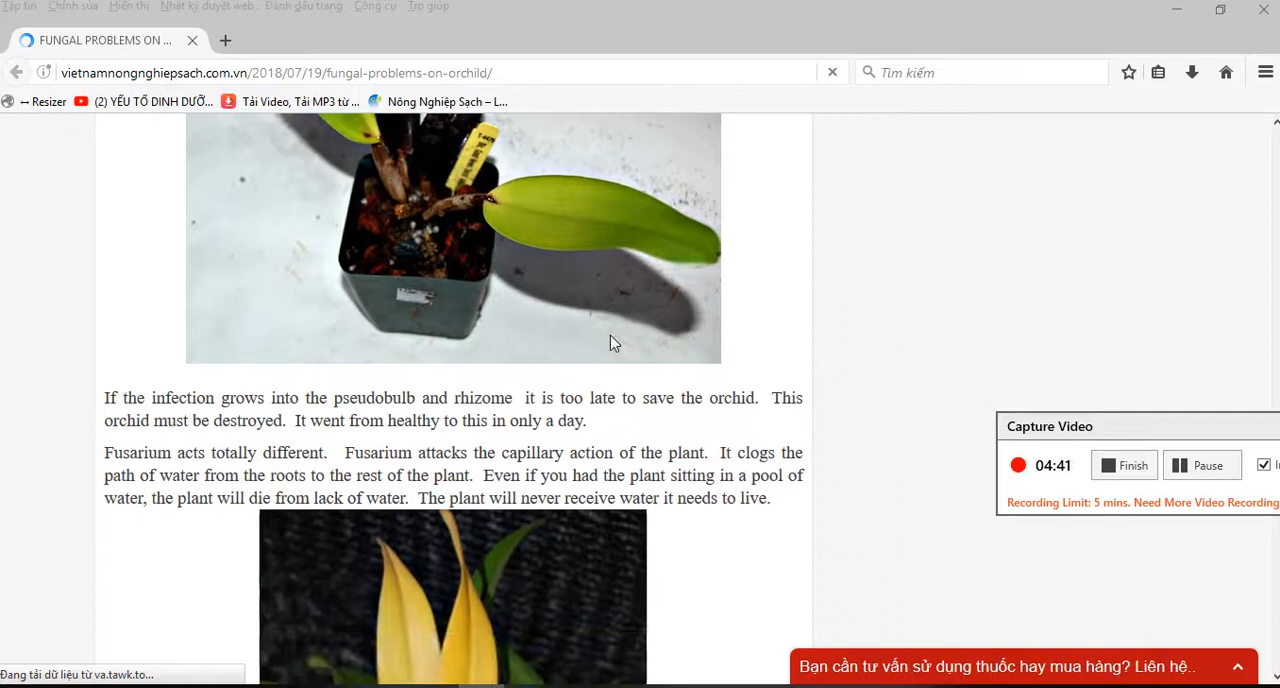 Tập tin Chỉnh sửa Hiển thị Nhật ký duyệt web.. Đánh dấu trang Công cụ Trợ giúp
FUNGAL PROBLEMS ON ...
vietnamnongnghiepsach.com.vn/2018/07/19/fungal-problems-on-orchild/
Tìm kiếm
↔ Resizer
(2) YẾU TỐ DINH DƯỠ...
Tải Video, Tải MP3 từ ...
Nông Nghiệp Sạch – L...
If the infection grows into the pseudobulb and rhizome it is too late to save the orchid. This
orchid must be destroyed. It went from healthy to this in only a day.
Fusarium acts totally different. Fusarium attacks the capillary action of the plant. It clogs the
path of water from the roots to the rest of the plant. Even if you had the plant sitting in a pool of
water, the plant will die from lack of water. The plant will never receive water it needs to live.
Capture Video
04:41
Finish
Pause
Recording Limit: 5 mins. Need More Video Recording
Đang tải dữ liệu từ va.tawk.to...
Bạn cần tư vấn sử dụng thuốc hay mua hàng? Liên hệ..